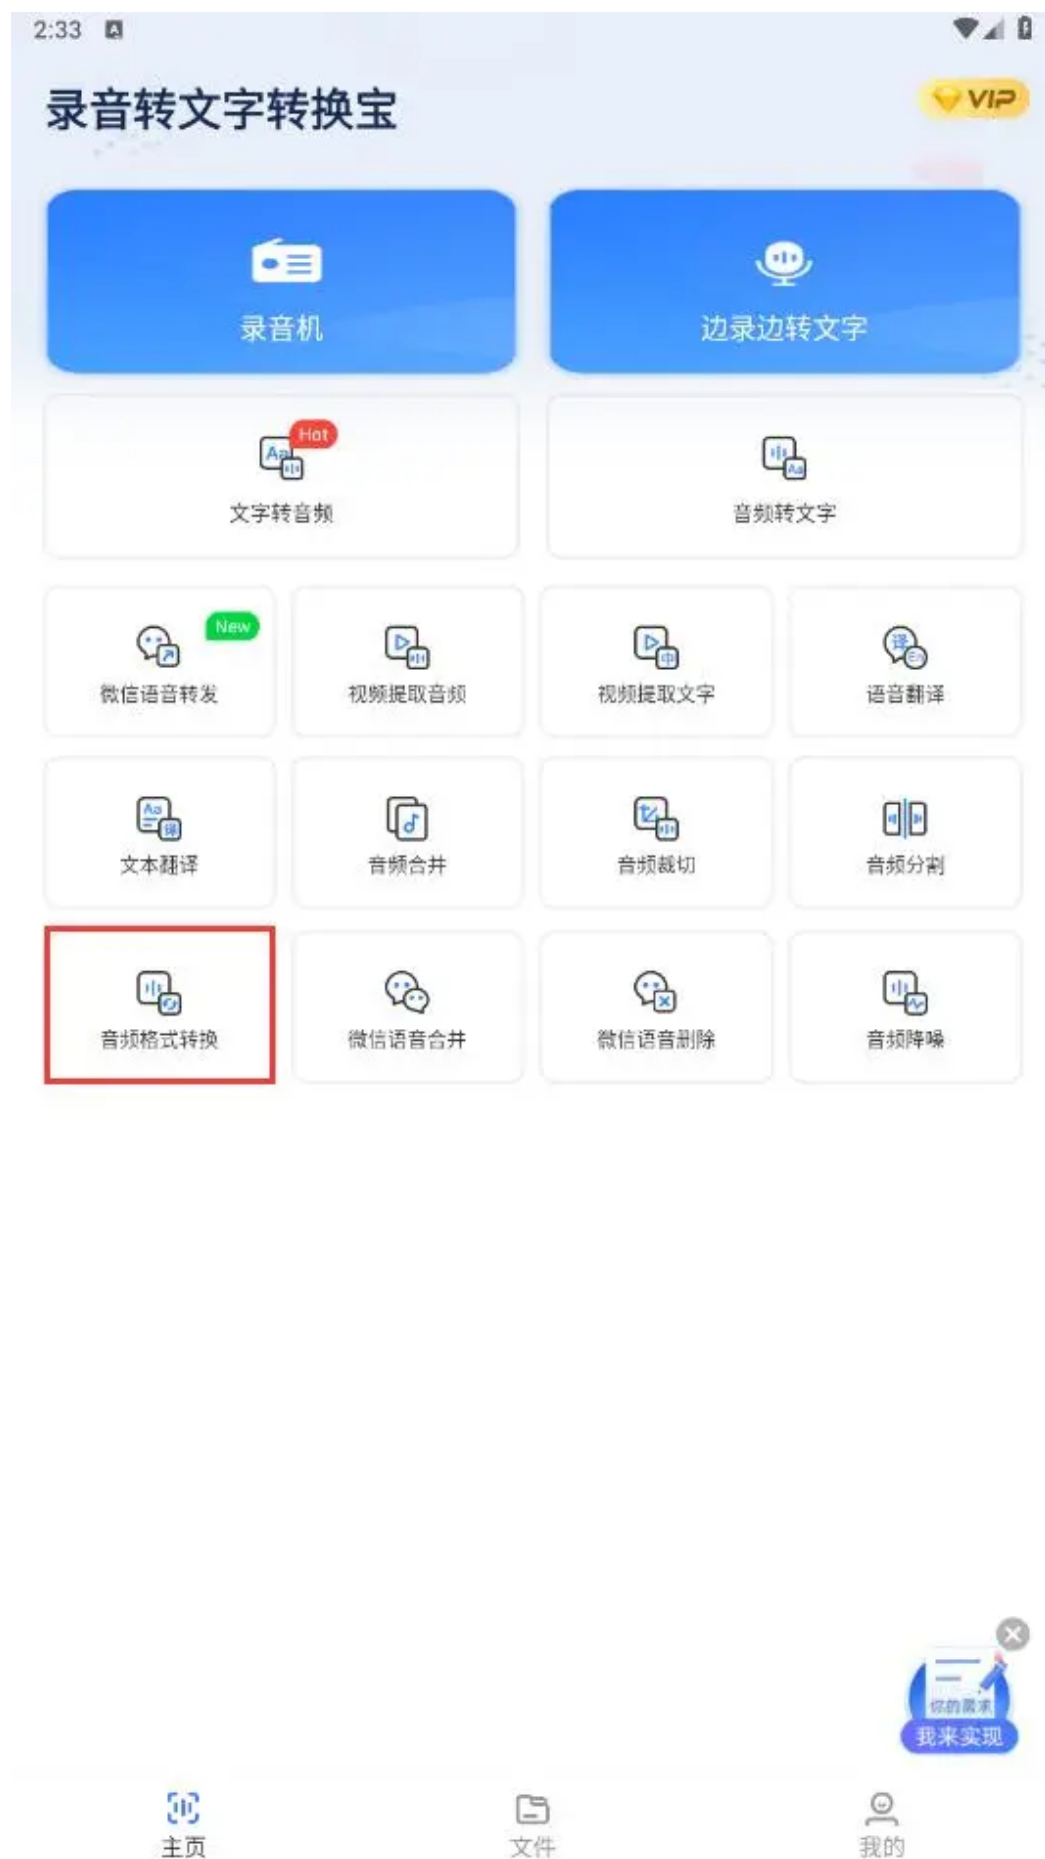 2:33
录音转文字转换宝
VIP
录音机
边录边转文字
Hot
文字转音频
音频转文字
New
微信语音转发
视频提取音频
视频提取文字
语音翻译
文本翻译
音频合并
音频裁切
音频分割
音频格式转换
微信语音合并
微信语音删除
音频降噪
你的需求
我来实现
主页
文件
我的